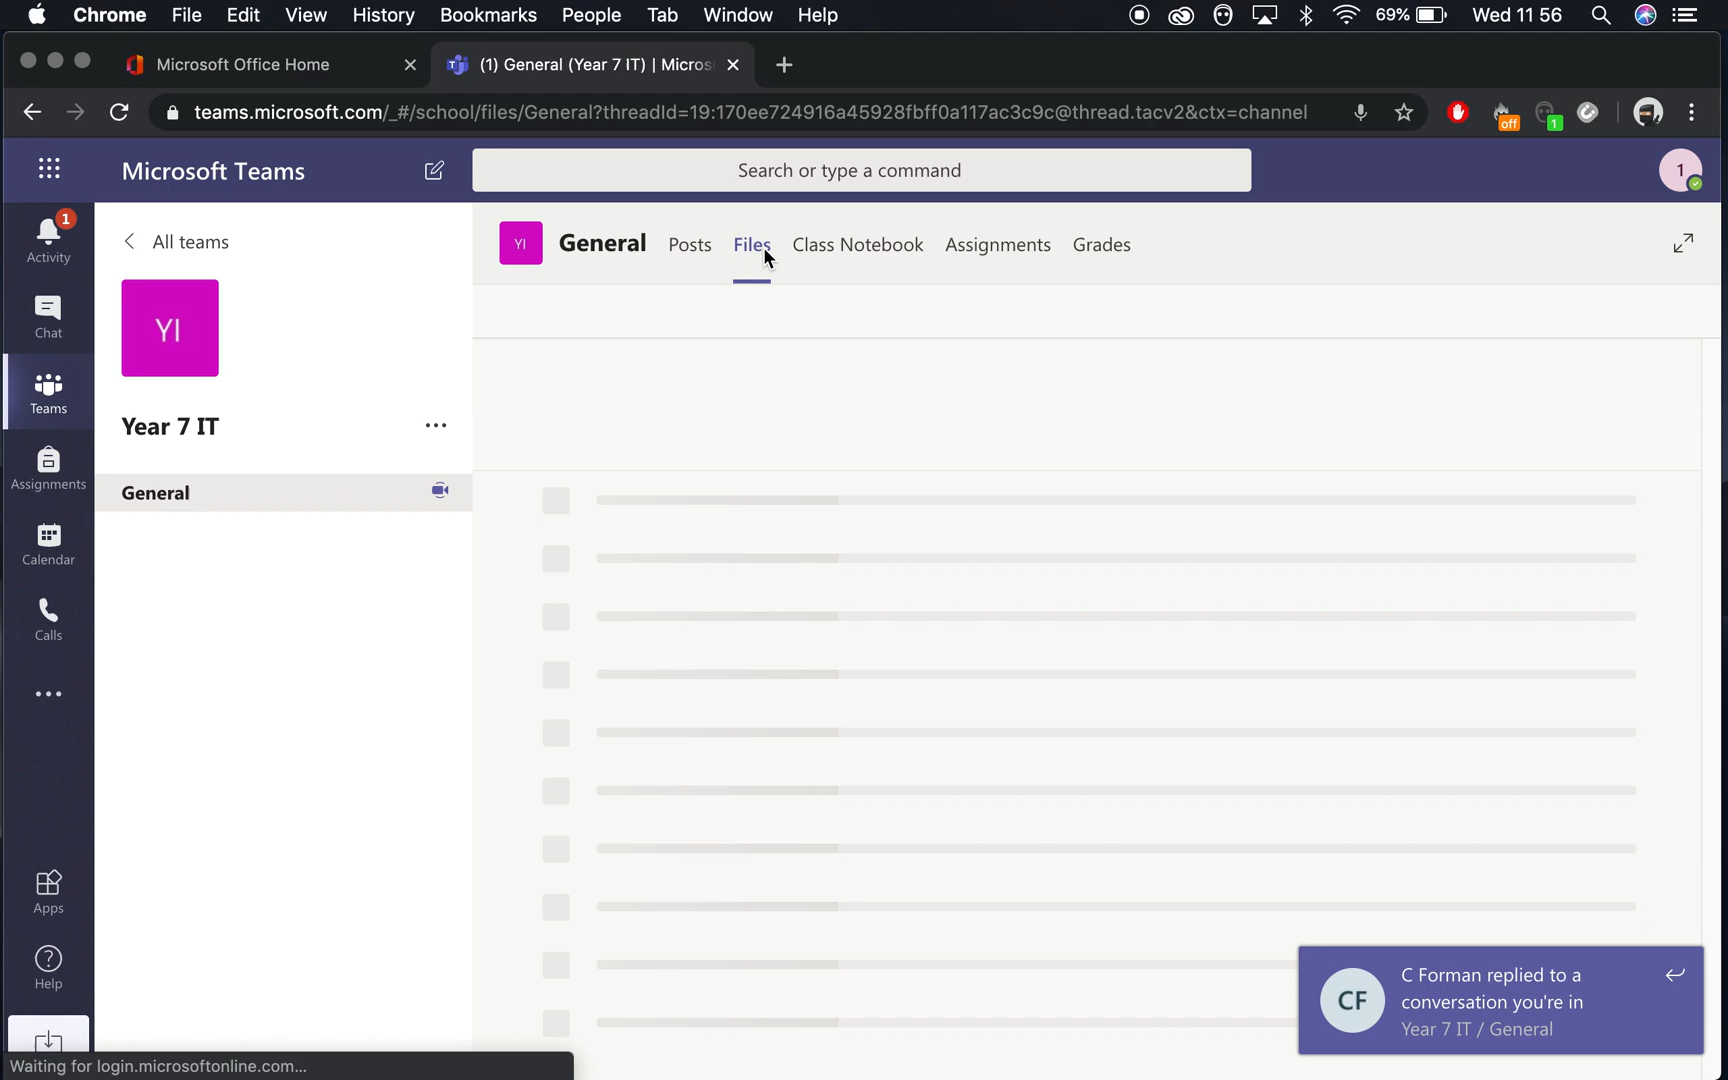 Chrome File Edit View History Bookmarks People Tab Window Help 69% Wed 11 56
Microsoft Office Home
(1) General (Year 7 IT) | Micros
teams.microsoft.com/_#/school/files/General?threadId=19:170ee724916a45928fbff0a117ac3c9c@thread.tacv2&ctx=channel
off
1
Microsoft Teams
Search or type a command
1
1
Activity
Chat
Teams
Assignments
Calendar
Calls
Apps
Help
All teams
YI
Year 7 IT
General
YI
General Posts Files Class Notebook Assignments Grades
CF
C Forman replied to a
conversation you're in
Year 7 IT / General
Waiting for login.microsoftonline.com...